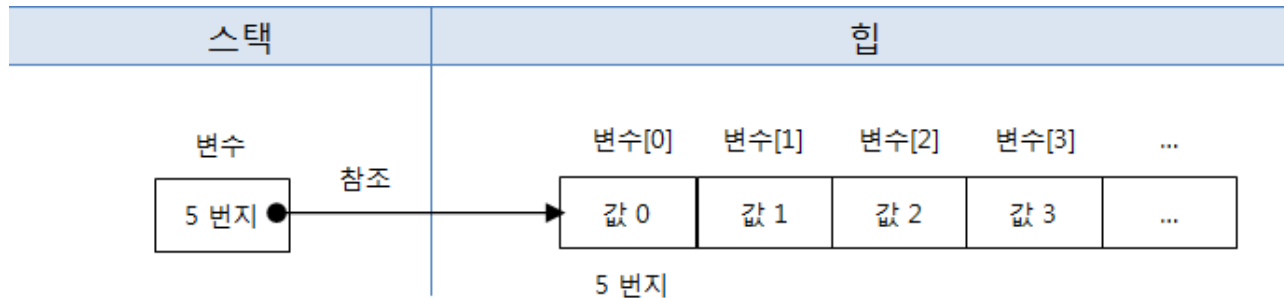 스택 힙
변수 변수[0] 변수[1] 변수[2] 변수[3] ...
참조
5 번지 값 0 값 1 값 2 값 3 ...
5 번지